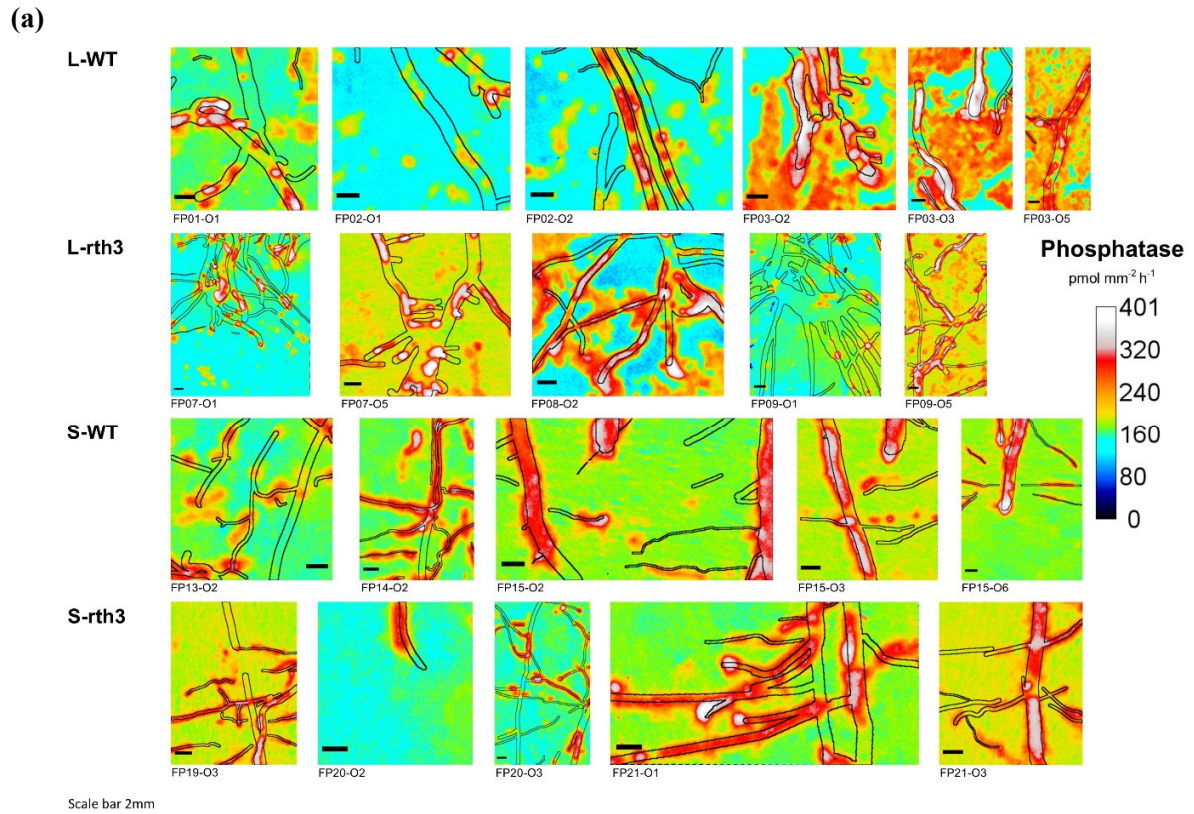 (a)
L-WT
FP01-O1
FP02-O1
FP02-O2
FP03-O2
FP03-O3
FP03-O5
L-rth3
FP07-O1
FP07-O5
FP08-O2
FP09-O1
FP09-O5
Phosphatase
pmol mm⁻² h⁻¹
401
320
240
160
80
0
S-WT
FP13-O2
FP14-O2
FP15-O2
FP15-O3
FP15-O6
S-rth3
FP19-O3
FP20-O2
FP20-O3
FP21-O1
FP21-O3
Scale bar 2mm